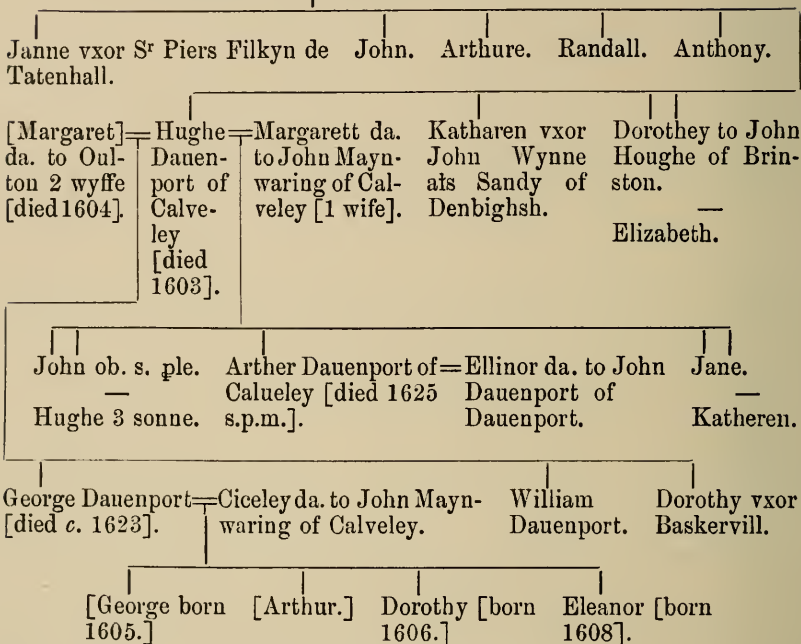 Janne vxor Sʳ Piers Filkyn de
Tatenhall.
John.
Arthure.
Randall.
Anthony.
[Margaret]
da. to Oul-
ton 2 wyffe
[died 1604].
Hughe
Dauen-
port of
Calve-
ley
[died
1603].
Margarett da.
to John Mayn-
waring of Cal-
veley [1 wife].
Katharen vxor
John Wynne
ats Sandy of
Denbighsh.
Dorothey to John
Houghe of Brin-
ston.
—
Elizabeth.
John ob. s. ꝑle.
—
Hughe 3 sonne.
Arther Dauenport of
Calueley [died 1625
s.p.m.].
=Ellinor da. to John
Dauenport of
Dauenport.
Jane.
—
Katheren.
George Dauenport
[died c. 1623].
Ciceley da. to John Mayn-
waring of Calveley.
William
Dauenport.
Dorothy vxor
Baskervill.
[George born
1605.]
[Arthur.]
Dorothy [born
1606.]
Eleanor [born
1608].